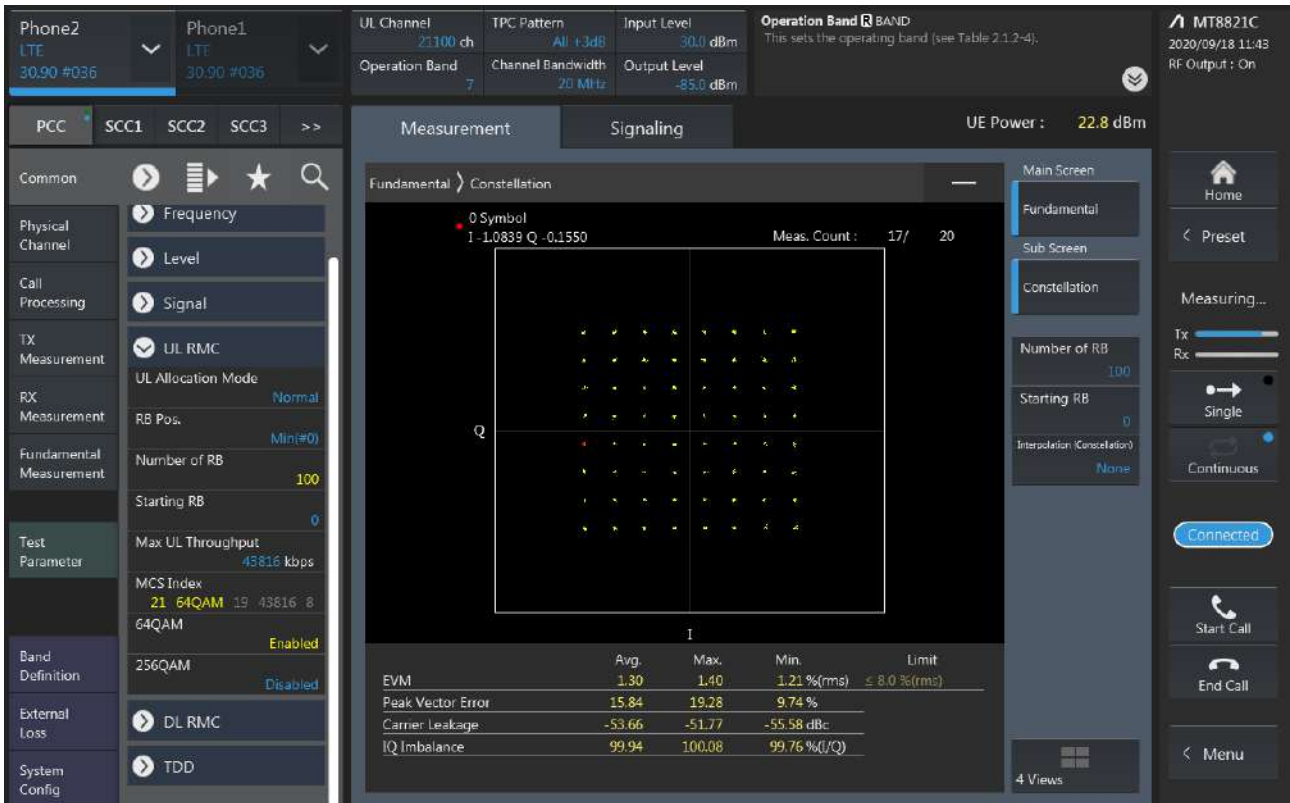 Phone2
LTE
30.90 #036
Phone1
LTE
30.90 #036
UL Channel
21100 ch
Operation Band
7
TPC Pattern
All +3dB
Channel Bandwidth
20 MHz
Input Level
30.0 dBm
Output Level
-85.0 dBm
Operation Band R BAND
This sets the operating band (see Table 2.1.2-4).
MT8821C
2020/09/18 11:43
RF Output : On
PCC SCC1 SCC2 SCC3 >>
Measurement Signaling
UE Power : 22.8 dBm
Common
Physical
Channel
Call
Processing
TX
Measurement
RX
Measurement
Fundamental
Measurement
Test
Parameter
Band
Definition
External
Loss
System
Config
Frequency
Level
Signal
UL RMC
UL Allocation Mode
Normal
RB Pos.
Min(#0)
Number of RB
100
Starting RB
0
Max UL Throughput
43816 kbps
MCS Index
21 64QAM 19 43816 8
64QAM
Enabled
256QAM
Disabled
DL RMC
TDD
Fundamental > Constellation
0 Symbol
I -1.0839 Q -0.1550
Meas. Count : 17/ 20
Q
I
Avg. Max. Min. Limit
EVM 1.30 1.40 1.21 %(rms) ≤ 8.0 %(rms)
Peak Vector Error 15.84 19.28 9.74 %
Carrier Leakage -53.66 -51.77 -55.58 dBc
IQ Imbalance 99.94 100.08 99.76 %(I/Q)
Main Screen
Fundamental
Sub Screen
Constellation
Number of RB
100
Starting RB
0
Interpolation (Constellation)
None
4 Views
Home
< Preset
Measuring...
Tx
Rx
Single
Continuous
Connected
Start Call
End Call
< Menu